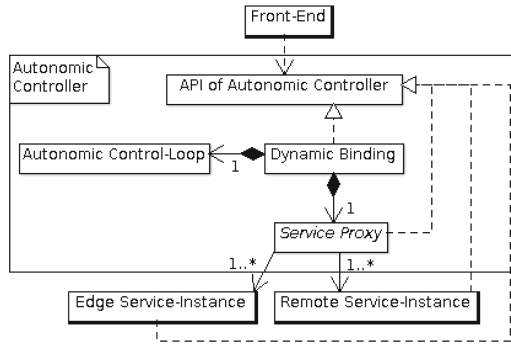 Front-End
Autonomic
Controller
API of Autonomic Controller
Autonomic Control-Loop
1
Dynamic Binding
1
Service Proxy
1..*
1..*
Edge Service-Instance
Remote Service-Instance